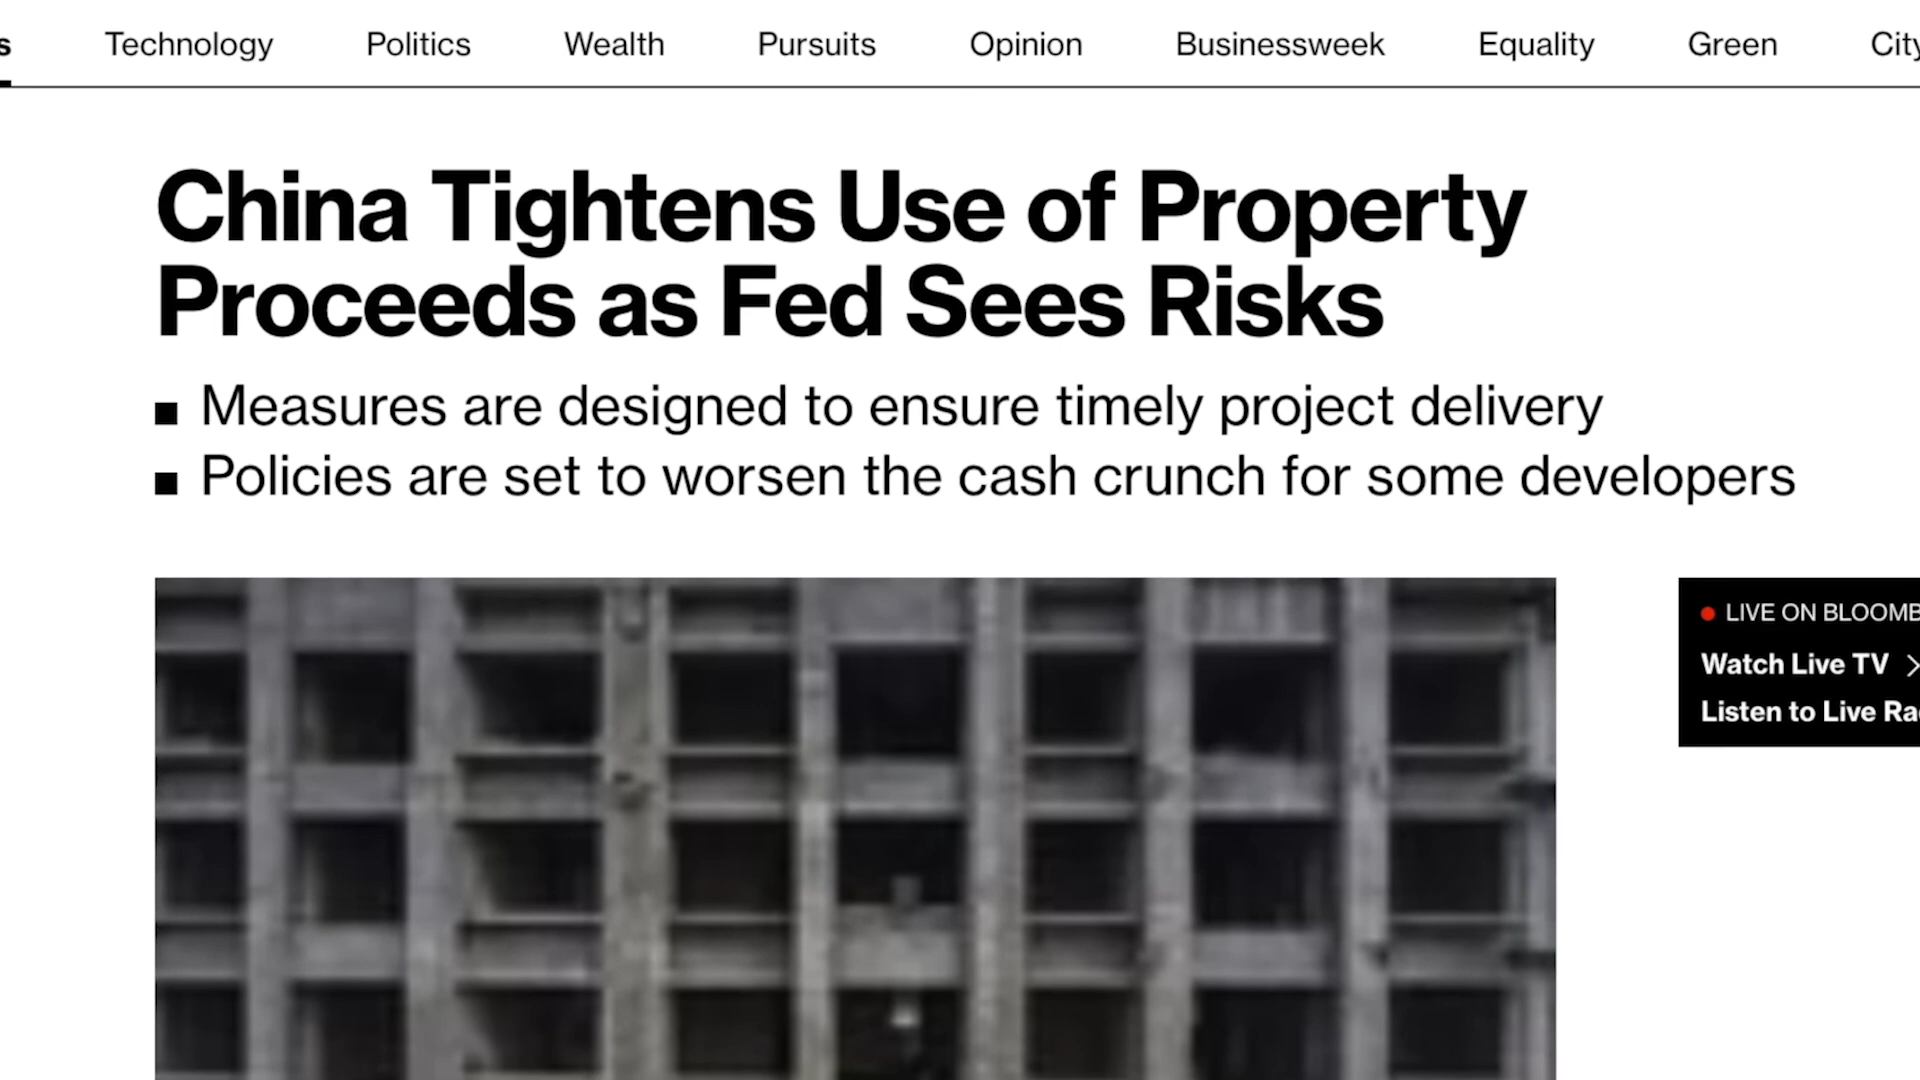 s Technology Politics Wealth Pursuits Opinion Businessweek Equality Green City
China Tightens Use of Property
Proceeds as Fed Sees Risks
Measures are designed to ensure timely project delivery
Policies are set to worsen the cash crunch for some developers
LIVE ON BLOOMB
Watch Live TV
Listen to Live Ra